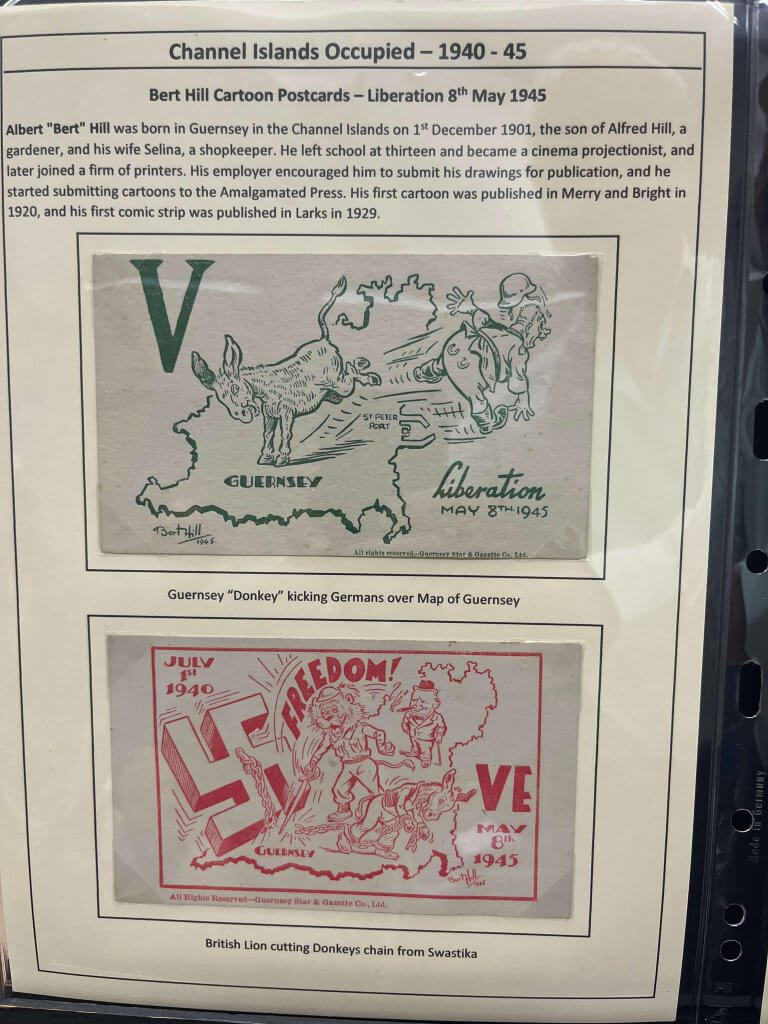 Channel Islands Occupied – 1940 - 45
Bert Hill Cartoon Postcards – Liberation 8th May 1945
Albert "Bert" Hill was born in Guernsey in the Channel Islands on 1st December 1901, the son of Alfred Hill, a
gardener, and his wife Selina, a shopkeeper. He left school at thirteen and became a cinema projectionist, and
later joined a firm of printers. His employer encouraged him to submit his drawings for publication, and he
started submitting cartoons to the Amalgamated Press. His first cartoon was published in Merry and Bright in
1920, and his first comic strip was published in Larks in 1929.
V
ST PETER
PORT
GUERNSEY
Liberation
MAY 8TH 1945
Bert Hill
1945.
All rights reserved—Guernsey Star & Gazette Co., Ltd.
Guernsey “Donkey” kicking Germans over Map of Guernsey
JULY
1ST
1940
FREEDOM!
VE
MAY
8th.
1945
GUERNSEY
Bert Hill
1945
All Rights Reserved—Guernsey Star & Gazette Co., Ltd.
British Lion cutting Donkeys chain from Swastika
Made in Germany